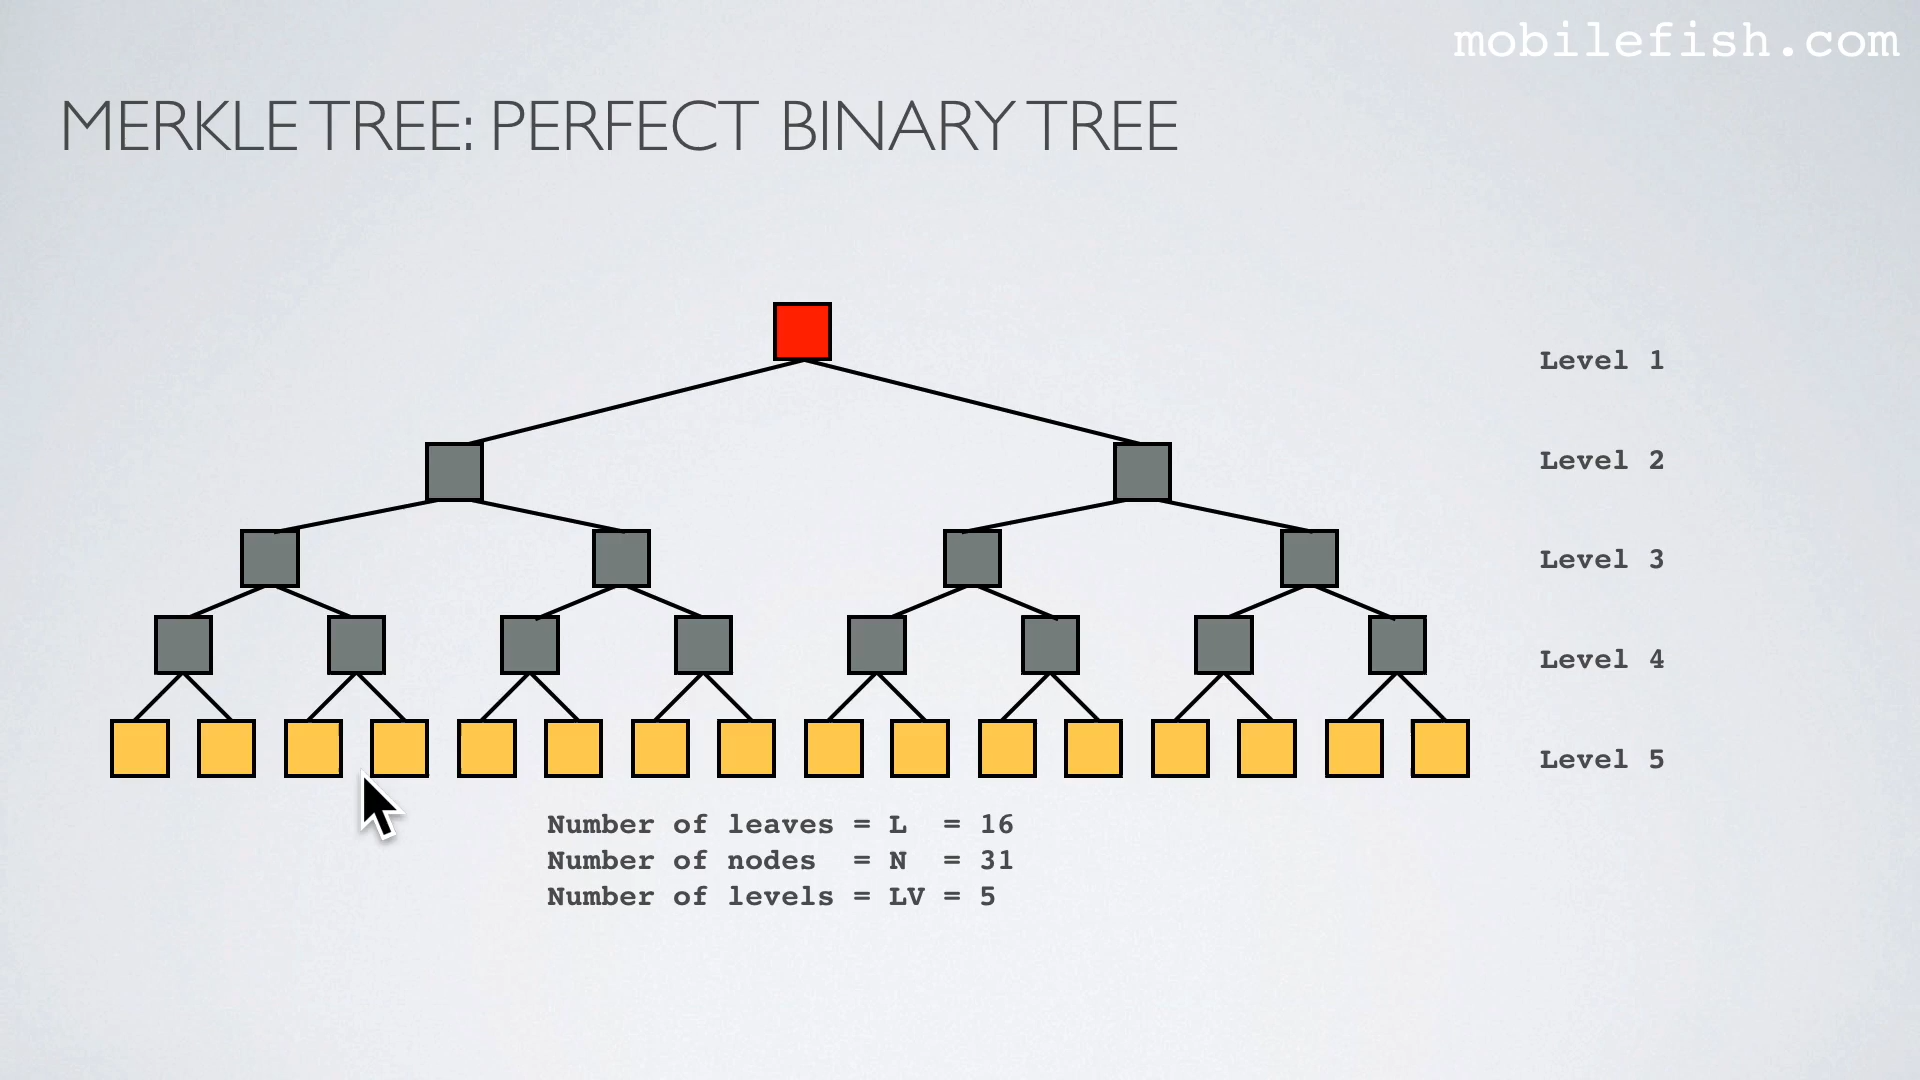 mobilefish.com
MERKLE TREE: PERFECT BINARY TREE
Level 1
Level 2
Level 3
Level 4
Level 5
Number of leaves = L  = 16
Number of nodes  = N  = 31
Number of levels = LV = 5